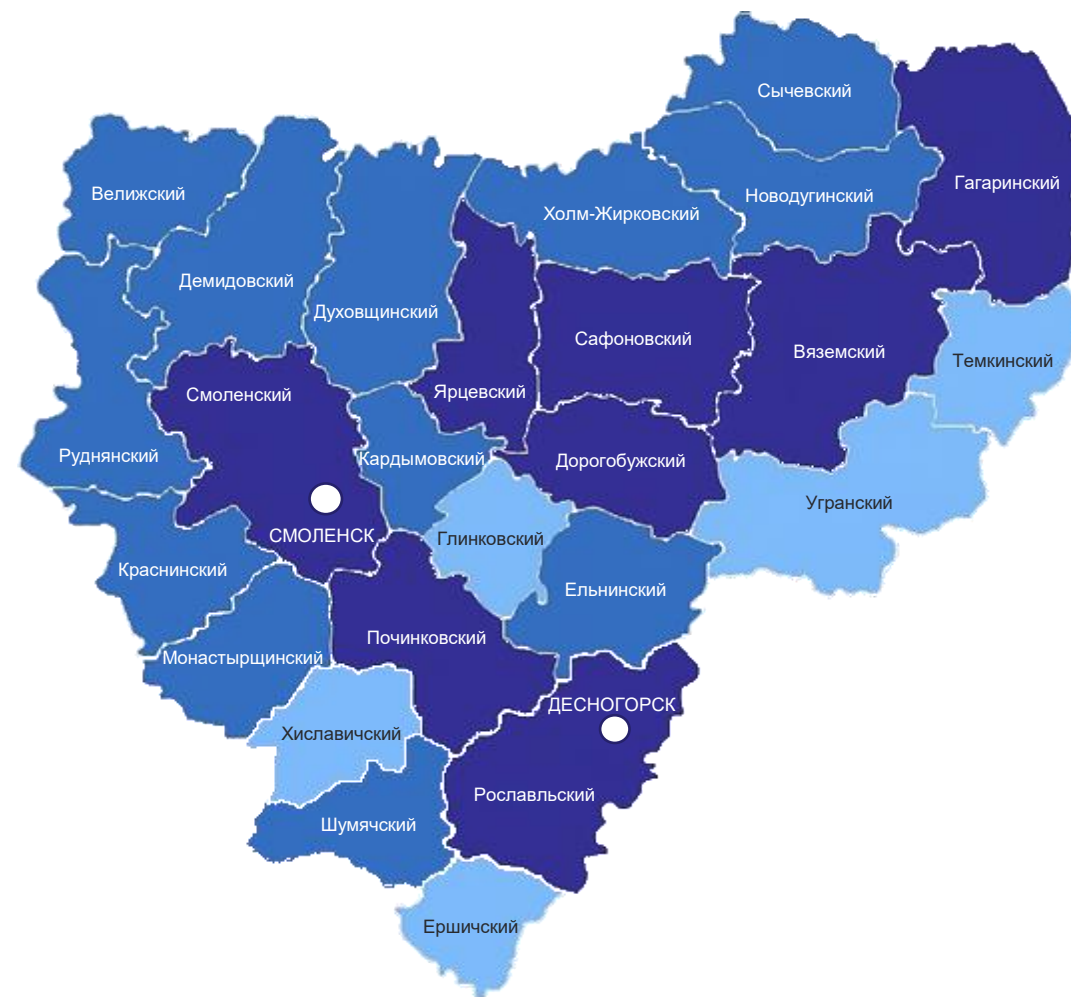 Сычевский
Гагаринский
Велижский
Новодугинский
Холм-Жирковский
Демидовский
Духовщинский
Сафоновский
Вяземский
Темкинский
Смоленский
Ярцевский
Руднянский
Кардымовский
Дорогобужский
Угранский
СМОЛЕНСК
Глинковский
Краснинский
Ельнинский
Починковский
Монастырщинский
ДЕСНОГОРСК
Хиславичский
Рославльский
Шумячский
Ершичский